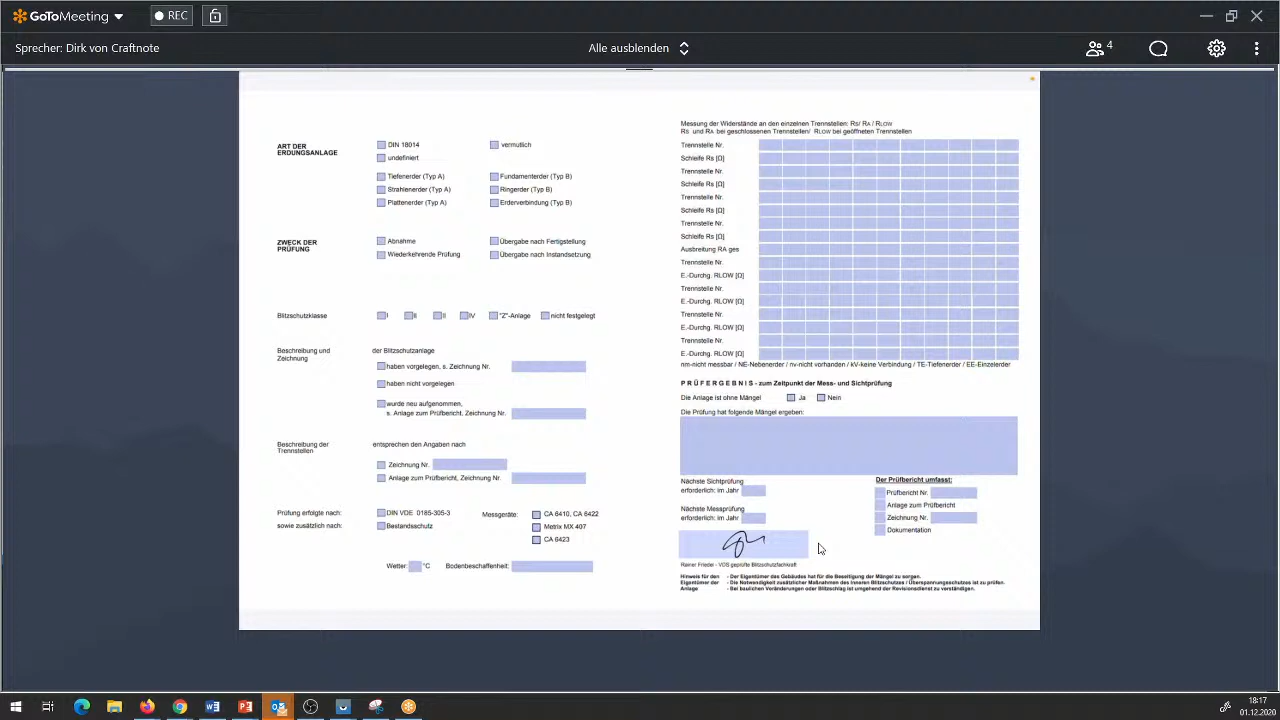 GoToMeeting
REC
Sprecher: Dirk von Craftnote
Alle ausblenden
4
ART DER
ERDUNGSANLAGE
DIN 18014
vermutlich
undefiniert
Tiefenerder (Typ A)
Fundamenterder (Typ B)
Strahlenerder (Typ A)
Ringerder (Typ B)
Plattenerder (Typ A)
Erderverbindung (Typ B)
ZWECK DER
PRÜFUNG
Abnahme
Übergabe nach Fertigstellung
Wiederkehrende Prüfung
Übergabe nach Instandsetzung
Blitzschutzklasse
I
II
II
IV
"Z"-Anlage
nicht festgelegt
Beschreibung und
Zeichnung
der Blitzschutzanlage
haben vorgelegen, s. Zeichnung Nr.
haben nicht vorgelegen
wurde neu aufgenommen,
s. Anlage zum Prüfbericht, Zeichnung Nr.
Beschreibung der
Trennstellen
entsprechen den Angaben nach
Zeichnung Nr.
Anlage zum Prüfbericht, Zeichnung Nr.
Prüfung erfolgte nach:
DIN VDE 0185-305-3
sowie zusätzlich nach:
Bestandsschutz
Messgeräte:
CA 6410, CA 6422
Metrix MX 407
CA 6423
Wetter:
°C
Bodenbeschaffenheit:
Messung der Widerstände an den einzelnen Trennstellen: Rs/ RA / RLOW
Rs und RA bei geschlossenen Trennstellen/ RLOW bei geöffneten Trennstellen
Trennstelle Nr.
Schleife Rs [Ω]
Trennstelle Nr.
Schleife Rs [Ω]
Trennstelle Nr.
Schleife Rs [Ω]
Trennstelle Nr.
Schleife Rs [Ω]
Ausbreitung RA ges
Trennstelle Nr.
E.-Durchg. RLOW [Ω]
Trennstelle Nr.
E.-Durchg. RLOW [Ω]
Trennstelle Nr.
E.-Durchg. RLOW [Ω]
Trennstelle Nr.
E.-Durchg. RLOW [Ω]
nm-nicht messbar / NE-Nebenerder / nv-nicht vorhanden / kV-keine Verbindung / TE-Tiefenerder / EE-Einzelerder
PRÜFERGEBNIS - zum Zeitpunkt der Mess- und Sichtprüfung
Die Anlage ist ohne Mängel
Ja
Nein
Die Prüfung hat folgende Mängel ergeben:
Nächste Sichtprüfung
erforderlich: im Jahr
Nächste Messprüfung
erforderlich: im Jahr
Der Prüfbericht umfasst:
Prüfbericht Nr.
Anlage zum Prüfbericht
Zeichnung Nr.
Dokumentation
Rainer Friedel - VDS geprüfte Blitzschutzfachkraft
Hinweis für den
Eigentümer der
Anlage
- Der Eigentümer des Gebäudes hat für die Beseitigung der Mängel zu sorgen.
- Die Notwendigkeit zusätzlicher Maßnahmen des Inneren Blitzschutzes / Überspannungsschutzes ist zu prüfen.
- Bei baulichen Veränderungen oder Blitzschlag ist umgehend der Revisionsdienst zu verständigen.
18:17
01.12.2020